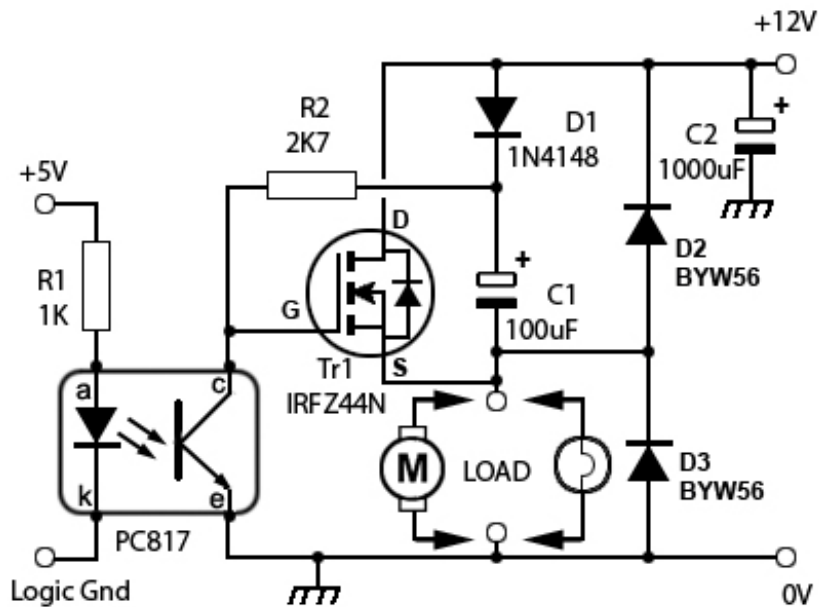 +12V
R2
2K7
D1
1N4148
+
C2
1000uF
+5V
D
D2
BYW56
R1
1K
+
C1
100uF
G
Tr1
S
IRFZ44N
a
c
M
LOAD
D3
BYW56
k
e
PC817
Logic Gnd
0V